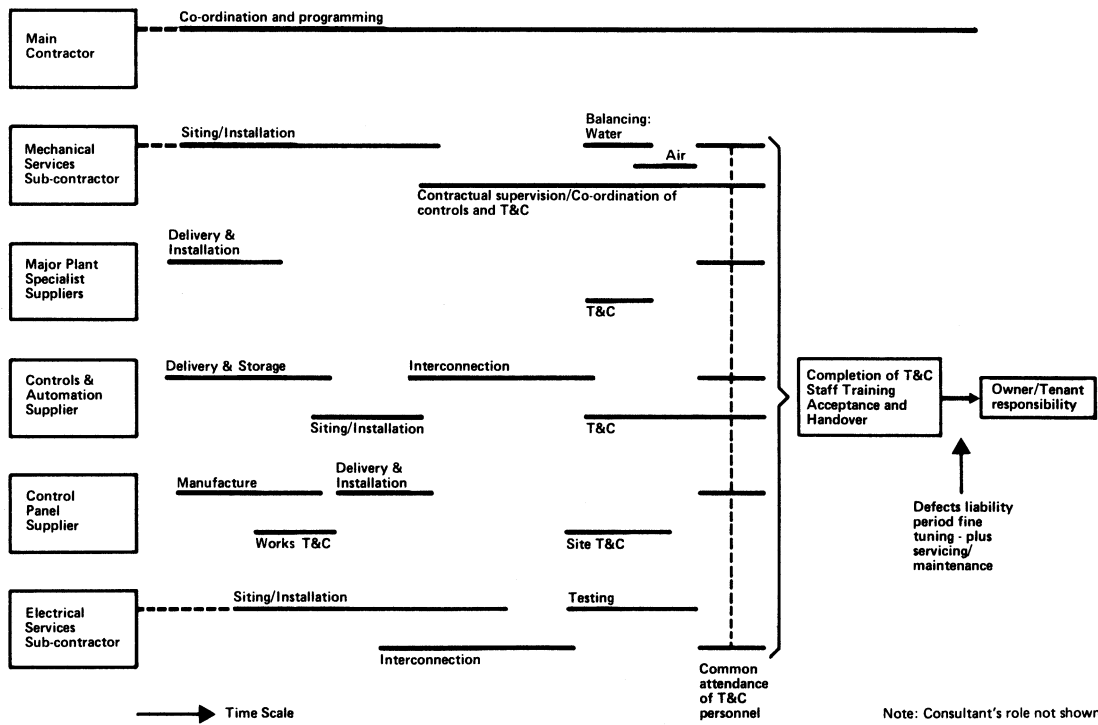 Co-ordination and programming
Main
Contractor
Siting/Installation
Balancing:
Water
Air
Mechanical
Services
Sub-contractor
Contractual supervision/Co-ordination of
controls and T&C
Delivery &
Installation
Major Plant
Specialist
Suppliers
T&C
Delivery & Storage
Interconnection
Controls &
Automation
Supplier
Siting/Installation
T&C
Completion of T&C
Staff Training
Acceptance and
Handover
Owner/Tenant
responsibility
Manufacture
Delivery &
Installation
Control
Panel
Supplier
Works T&C
Site T&C
Defects liability
period fine
tuning - plus
servicing/
maintenance
Siting/Installation
Testing
Electrical
Services
Sub-contractor
Interconnection
Common
attendance
of T&C
personnel
Time Scale
Note: Consultant's role not shown